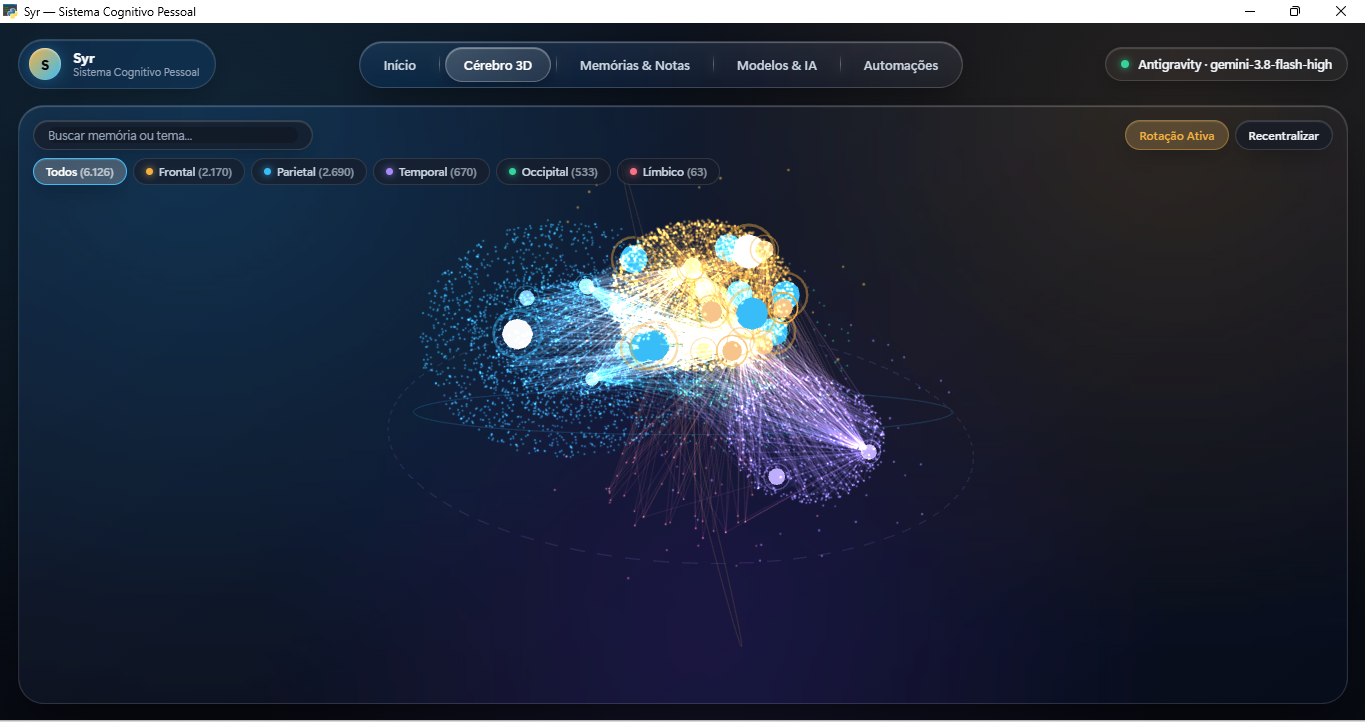 Syr — Sistema Cognitivo Pessoal
S
Syr
Sistema Cognitivo Pessoal
Início
Cérebro 3D
Memórias & Notas
Modelos & IA
Automações
Antigravity · gemini-3.8-flash-high
Buscar memória ou tema...
Rotação Ativa
Recentralizar
Todos (6.126)
Frontal (2.170)
Parietal (2.690)
Temporal (670)
Occipital (533)
Límbico (63)